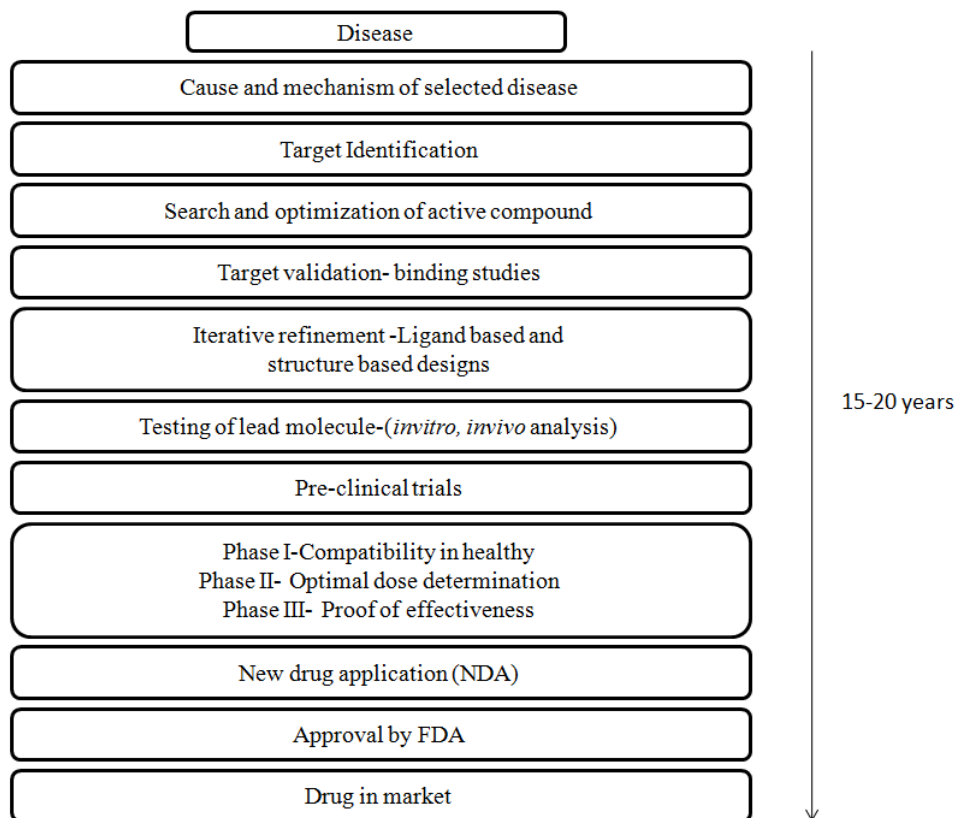 Disease
Cause and mechanism of selected disease
Target Identification
Search and optimization of active compound
Target validation- binding studies
Iterative refinement -Ligand based and
structure based designs
15-20 years
Testing of lead molecule-(invitro, invivo analysis)
Pre-clinical trials
Phase I-Compatibility in healthy
Phase II- Optimal dose determination
Phase III- Proof of effectiveness
New drug application (NDA)
Approval by FDA
Drug in market